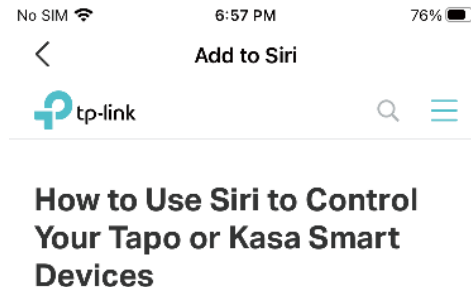 No SIM 6:57 PM 76%
Add to Siri
tp-link
How to Use Siri to Control
Your Tapo or Kasa Smart
Devices